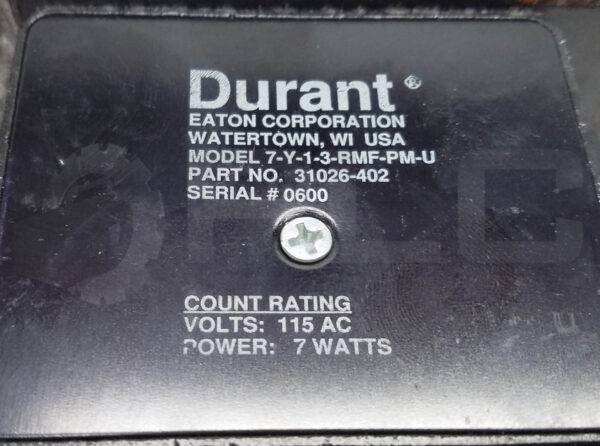 Durant ®
EATON CORPORATION
WATERTOWN, WI USA
MODEL 7-Y-1-3-RMF-PM-U
PART NO. 31026-402
SERIAL # 0600
COUNT RATING
VOLTS: 115 AC
POWER: 7 WATTS